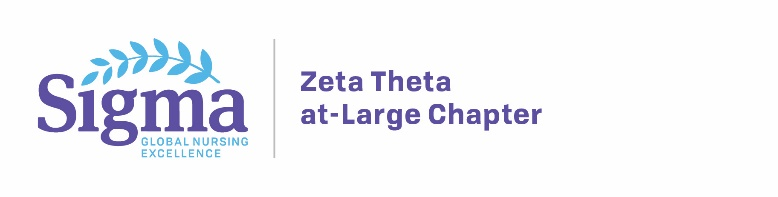 Sigma
GLOBAL NURSING
EXCELLENCE
Zeta Theta
at-Large Chapter